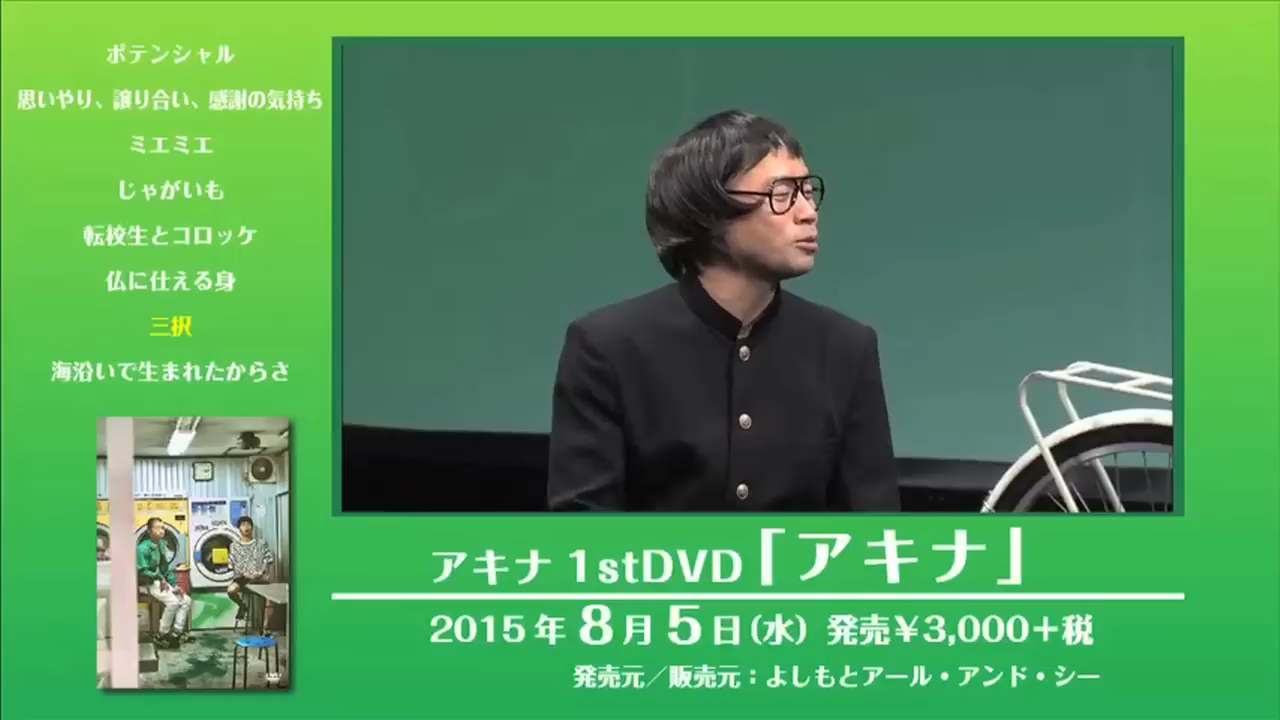 ポテンシャル
思いやり、譲り合い、感謝の気持ち
ミエミエ
じゃがいも
転校生とコロッケ
仏に仕える身
三択
海沿いで生まれたからさ
アキナ 1stDVD「アキナ」
2015年8月5日(水) 発売¥3,000+税
発売元/販売元:よしもとアール・アンド・シー